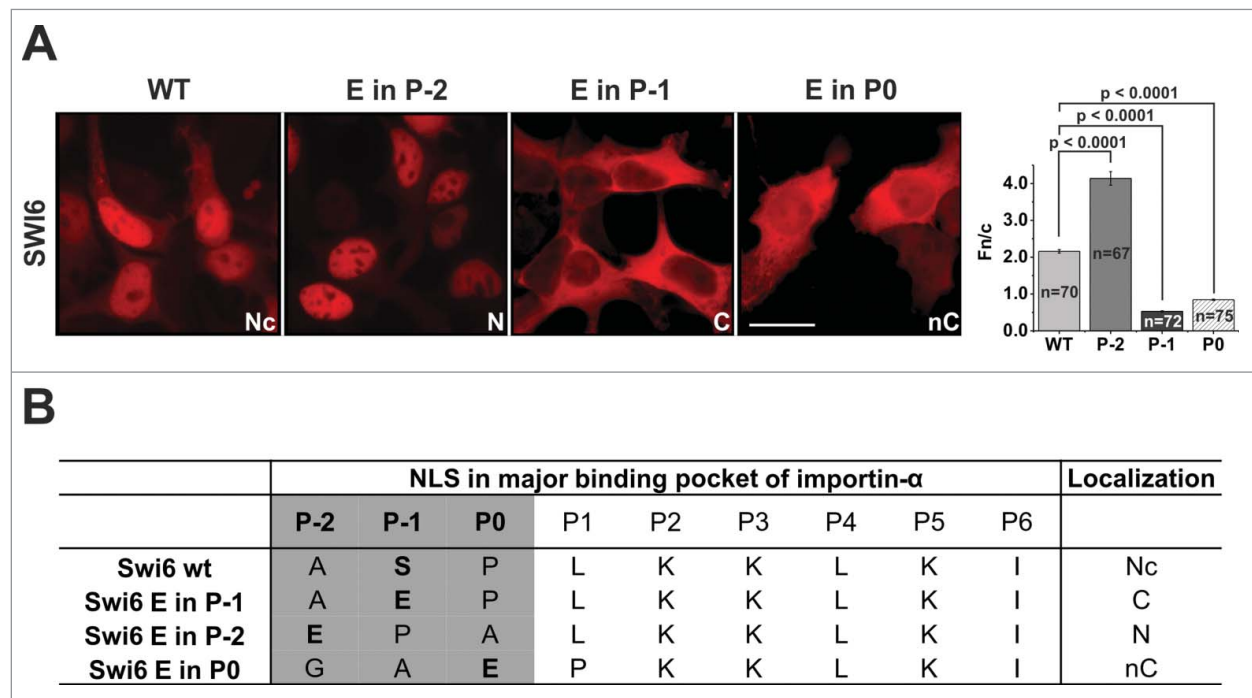 A
WT E in P-2 E in P-1 E in P0
SWI6
Nc N C nC
p < 0.0001
p < 0.0001
p < 0.0001
Fn/c
4.0
3.0
2.0
1.0
0.0
n=70 n=67 n=72 n=75
WT P-2 P-1 P0
B
NLS in major binding pocket of importin-α Localization
P-2 P-1 P0 P1 P2 P3 P4 P5 P6
Swi6 wt A S P L K K L K I Nc
Swi6 E in P-1 A E P L K K L K I C
Swi6 E in P-2 E P A L K K L K I N
Swi6 E in P0 G A E P K K L K I nC